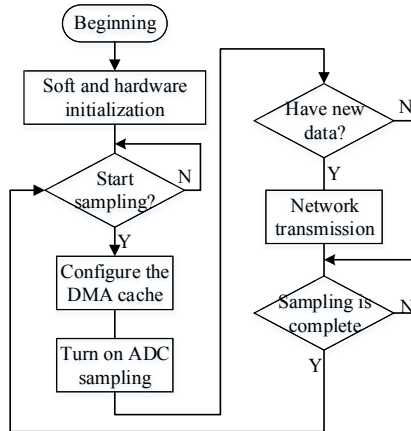 Beginning
Soft and hardware
initialization
Start
sampling?
N
Y
Configure the
DMA cache
Turn on ADC
sampling
Have new
data?
N
Y
Network
transmission
Sampling is
complete
N
Y